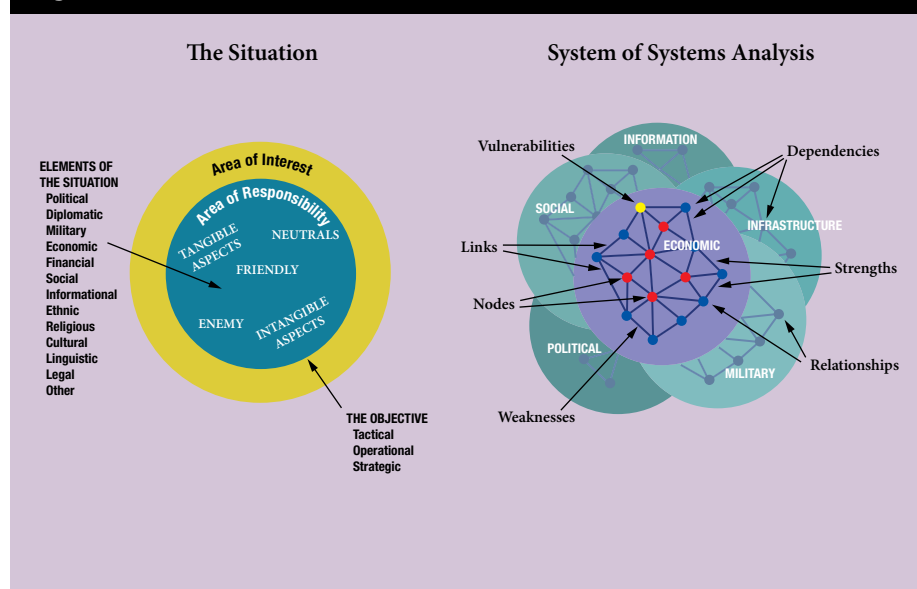 The Situation
ELEMENTS OF
THE SITUATION
Political
Diplomatic
Military
Economic
Financial
Social
Informational
Ethnic
Religious
Cultural
Linguistic
Legal
Other
Area of Interest
Area of Responsibility
TANGIBLE
ASPECTS
NEUTRALS
FRIENDLY
ENEMY
INTANGIBLE
ASPECTS
THE OBJECTIVE
Tactical
Operational
Strategic
System of Systems Analysis
Vulnerabilities
INFORMATION
Dependencies
SOCIAL
INFRASTRUCTURE
Links
ECONOMIC
Strengths
Nodes
POLITICAL
MILITARY
Relationships
Weaknesses